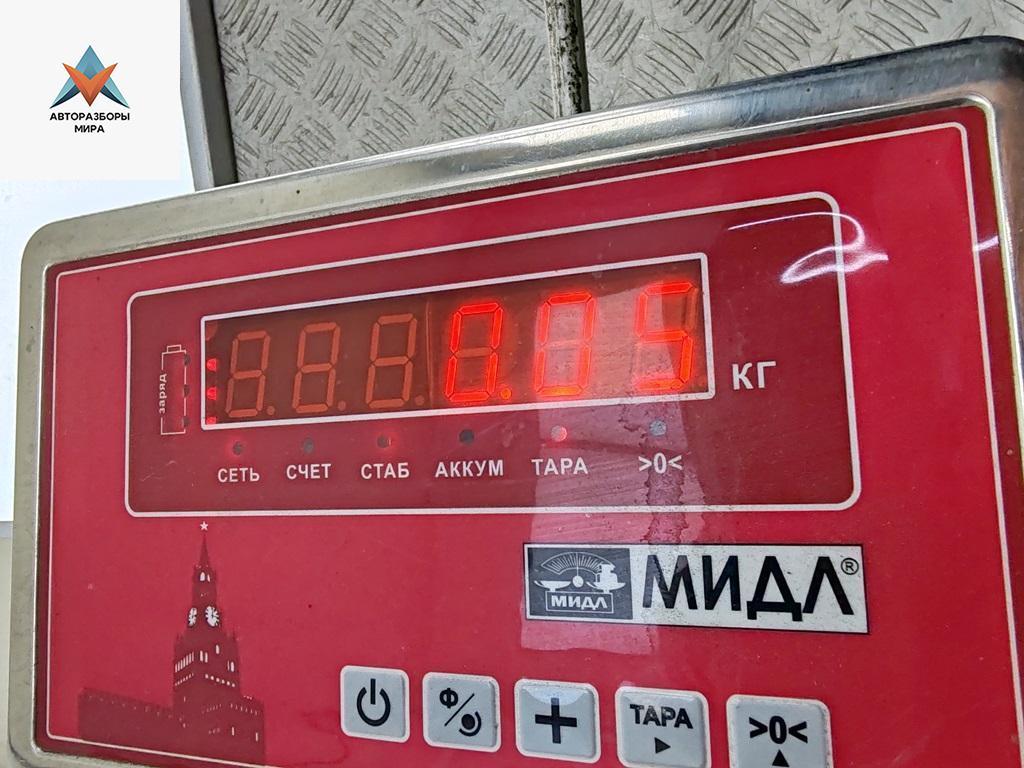 АВТОРАЗБОРЫ
МИРА
заряд
0.05
КГ
СЕТЬ СЧЕТ СТАБ АККУМ ТАРА >0<
МИДЛ МИДЛ®
Ф/ + ТАРА >0<